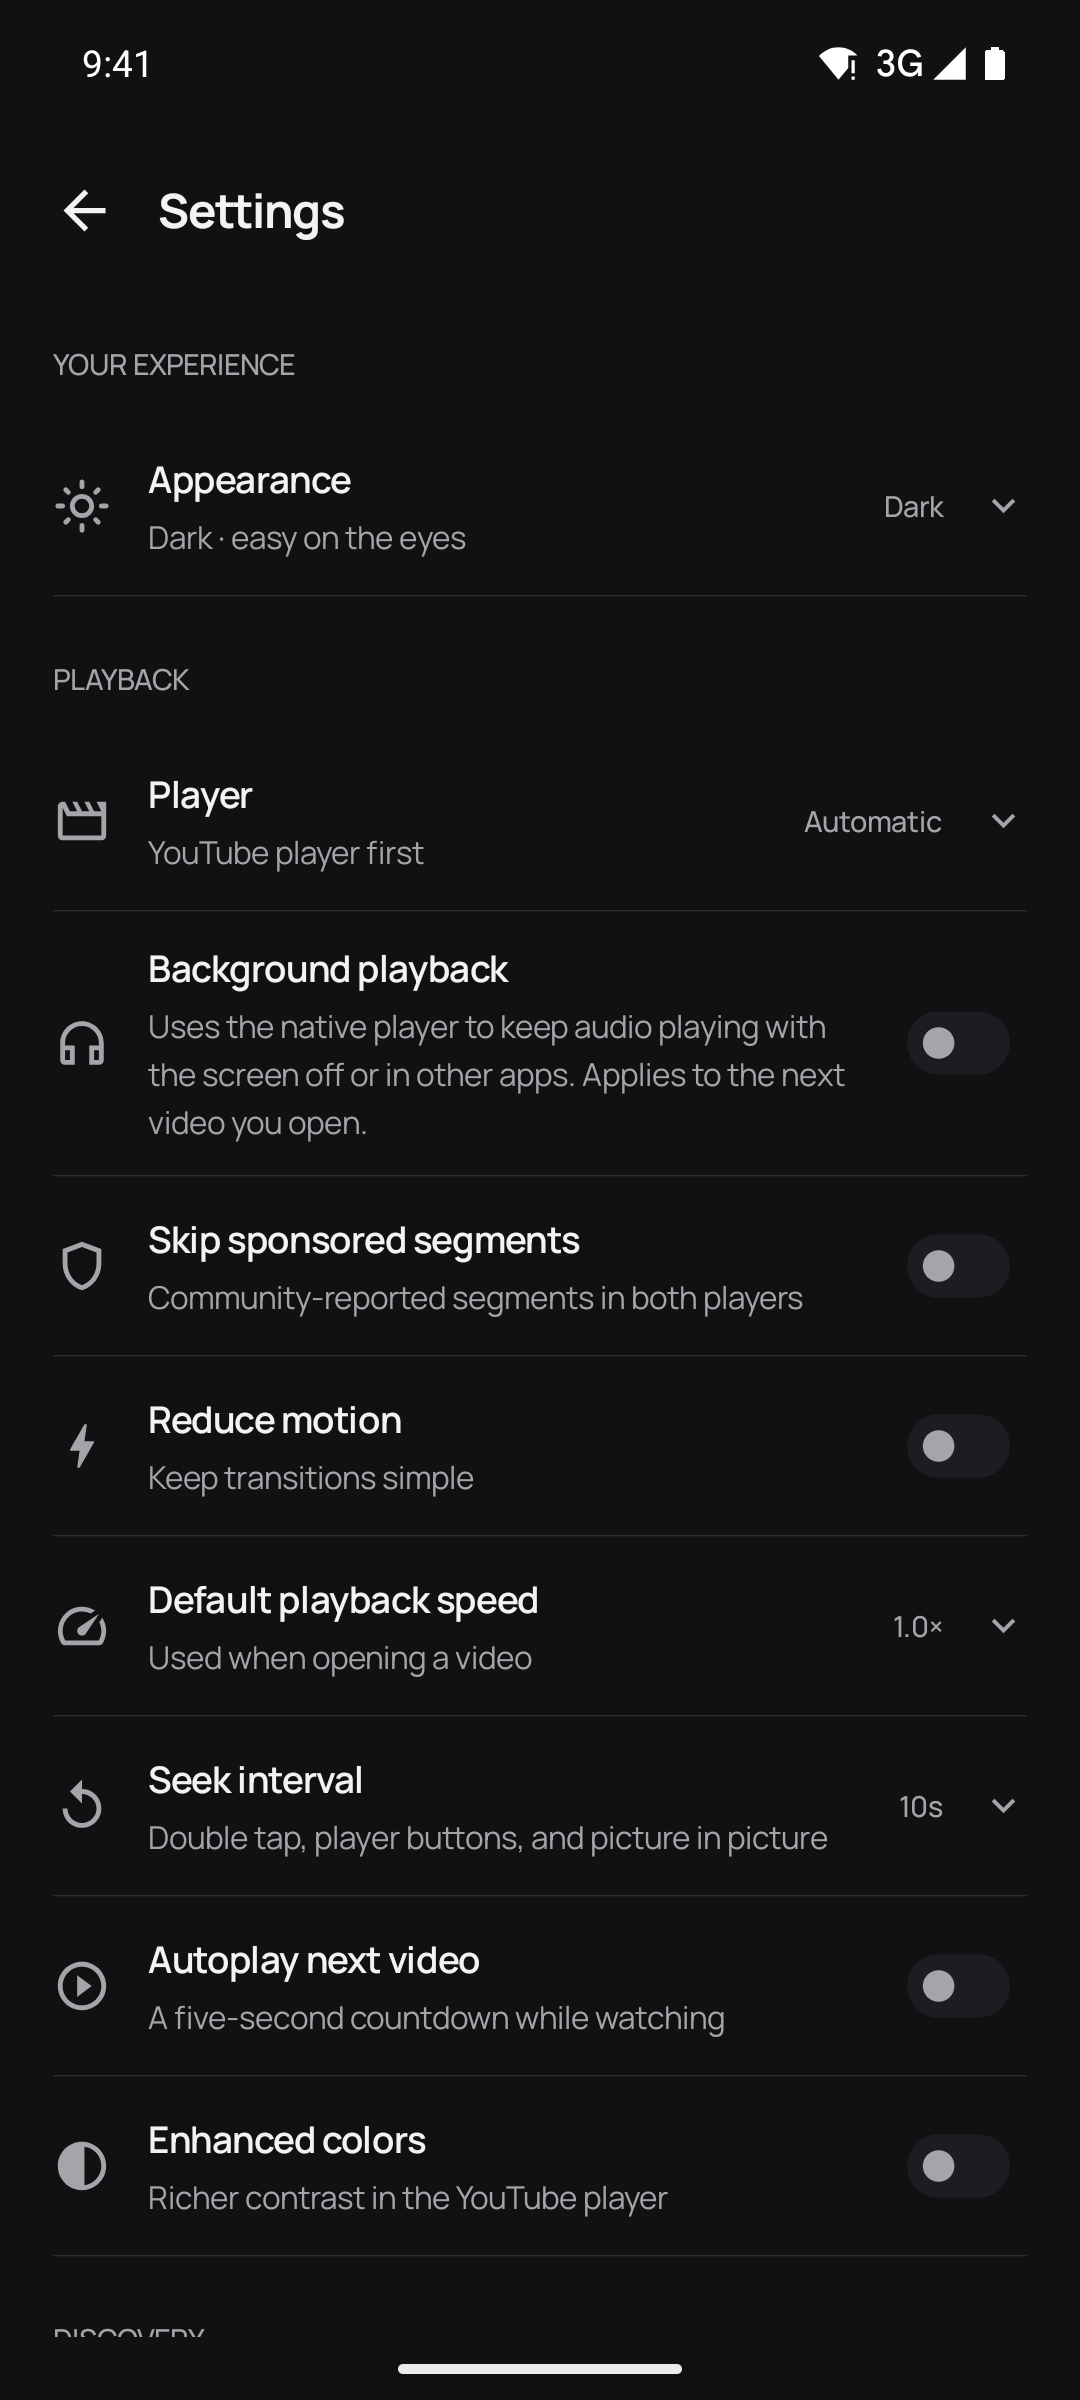 9:41
3G
Settings
YOUR EXPERIENCE
Appearance
Dark · easy on the eyes
Dark
PLAYBACK
Player
YouTube player first
Automatic
Background playback
Uses the native player to keep audio playing with
the screen off or in other apps. Applies to the next
video you open.
Skip sponsored segments
Community-reported segments in both players
Reduce motion
Keep transitions simple
Default playback speed
Used when opening a video
1.0×
Seek interval
Double tap, player buttons, and picture in picture
10s
Autoplay next video
A five-second countdown while watching
Enhanced colors
Richer contrast in the YouTube player
DISCOVERY